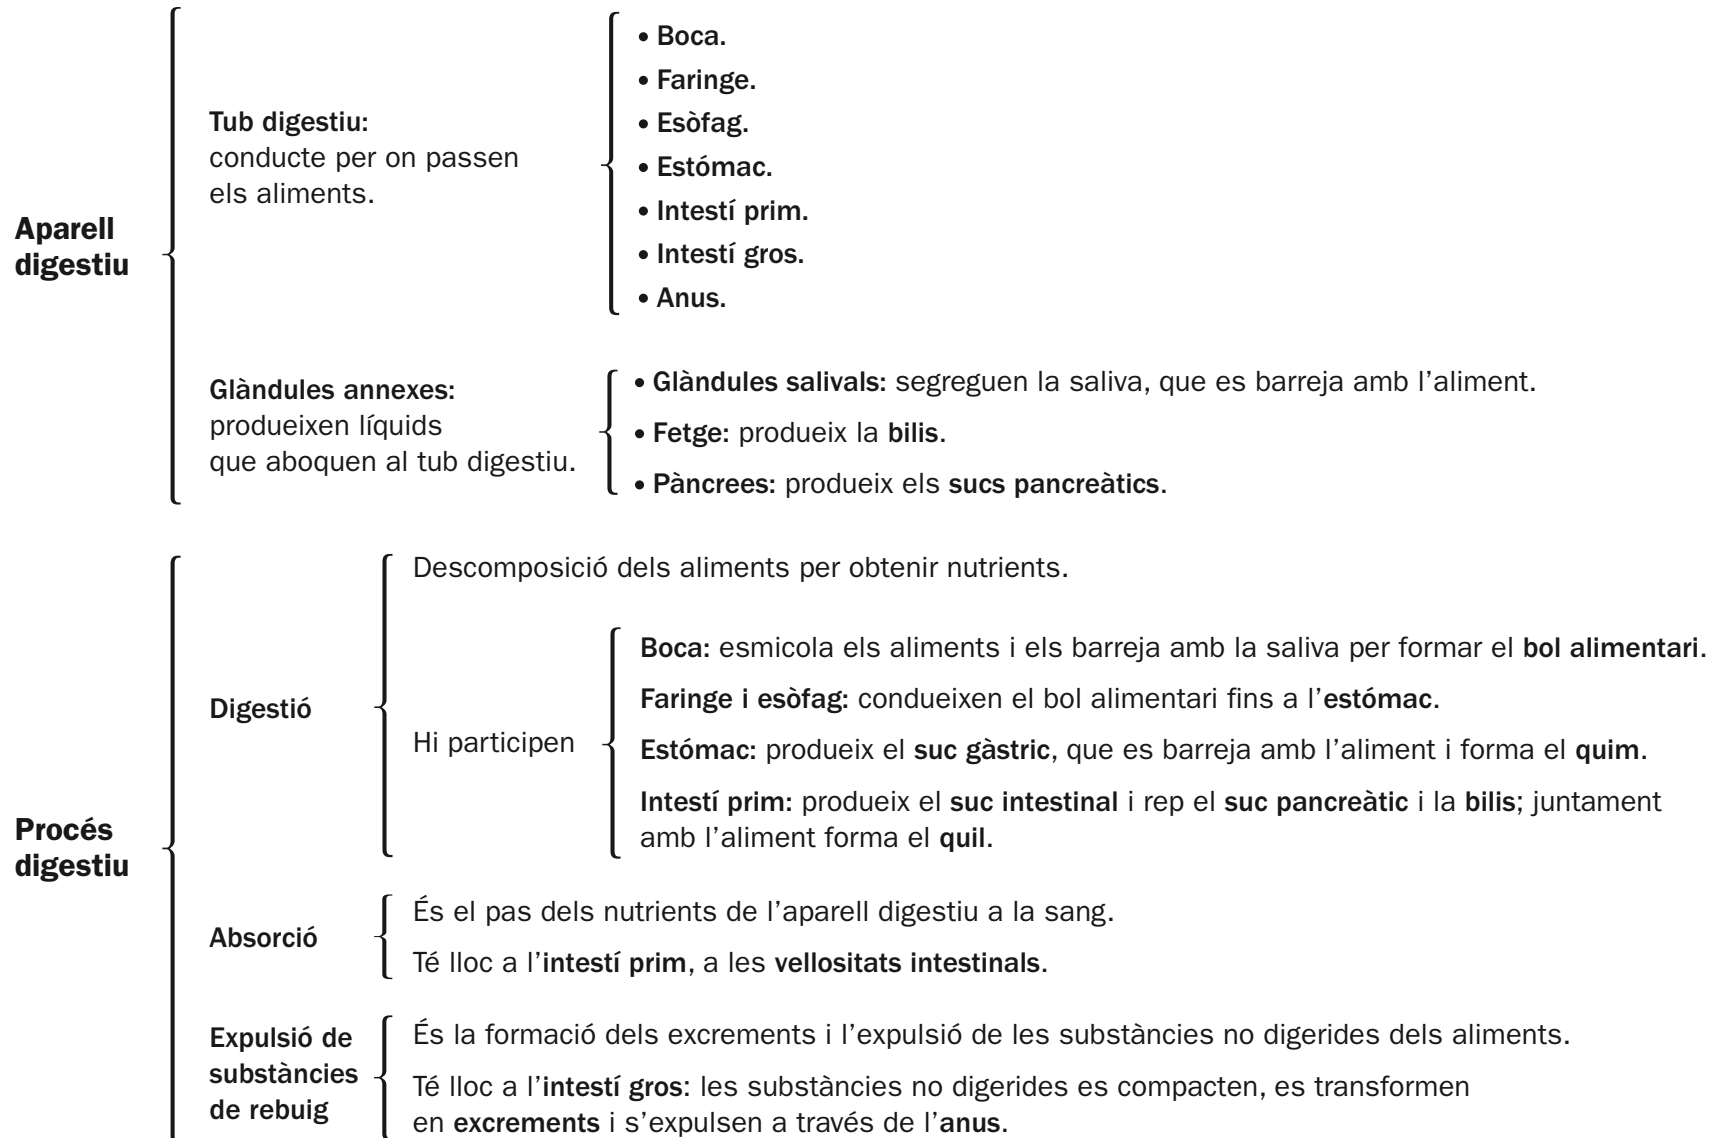 Aparell
digestiu
Tub digestiu:
conducte per on passen
els aliments.
• Boca.
• Faringe.
• Esòfag.
• Estómac.
• Intestí prim.
• Intestí gros.
• Anus.
Glàndules annexes:
produeixen líquids
que aboquen al tub digestiu.
• Glàndules salivals: segreguen la saliva, que es barreja amb l’aliment.
• Fetge: produeix la bilis.
• Pàncrees: produeix els sucs pancreàtics.
Procés
digestiu
Digestió
Descomposició dels aliments per obtenir nutrients.
Hi participen
Boca: esmicola els aliments i els barreja amb la saliva per formar el bol alimentari.
Faringe i esòfag: condueixen el bol alimentari fins a l’estómac.
Estómac: produeix el suc gàstric, que es barreja amb l’aliment i forma el quim.
Intestí prim: produeix el suc intestinal i rep el suc pancreàtic i la bilis; juntament
amb l’aliment forma el quil.
Absorció
És el pas dels nutrients de l’aparell digestiu a la sang.
Té lloc a l’intestí prim, a les vellositats intestinals.
Expulsió de
substàncies
de rebuig
És la formació dels excrements i l’expulsió de les substàncies no digerides dels aliments.
Té lloc a l’intestí gros: les substàncies no digerides es compacten, es transformen
en excrements i s’expulsen a través de l’anus.